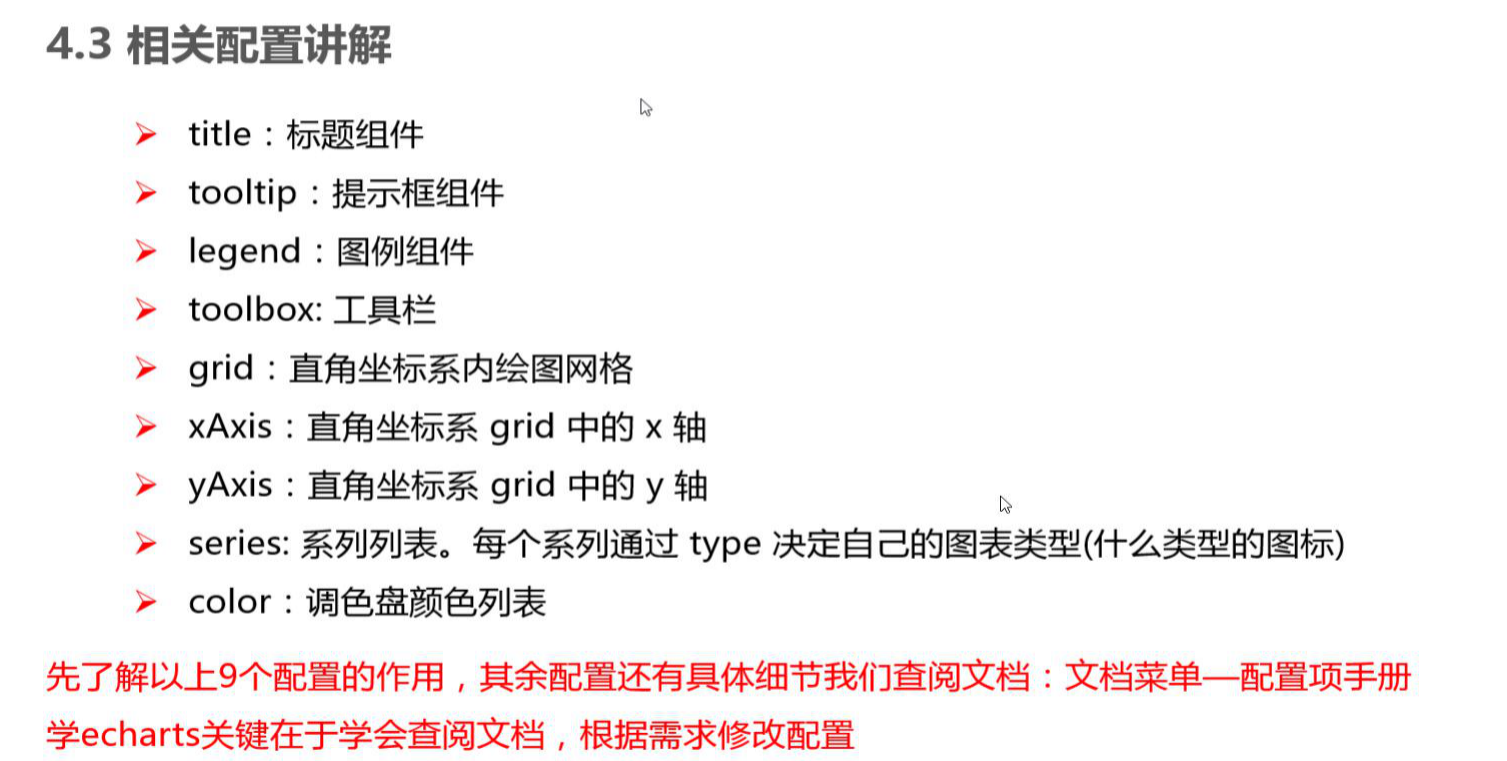 4.3 相关配置讲解
title：标题组件
tooltip：提示框组件
legend：图例组件
toolbox: 工具栏
grid：直角坐标系内绘图网格
xAxis：直角坐标系 grid 中的 x 轴
yAxis：直角坐标系 grid 中的 y 轴
series: 系列列表。每个系列通过 type 决定自己的图表类型(什么类型的图标)
color：调色盘颜色列表
先了解以上9个配置的作用，其余配置还有具体细节我们查阅文档：文档菜单—配置项手册
学echarts关键在于学会查阅文档，根据需求修改配置